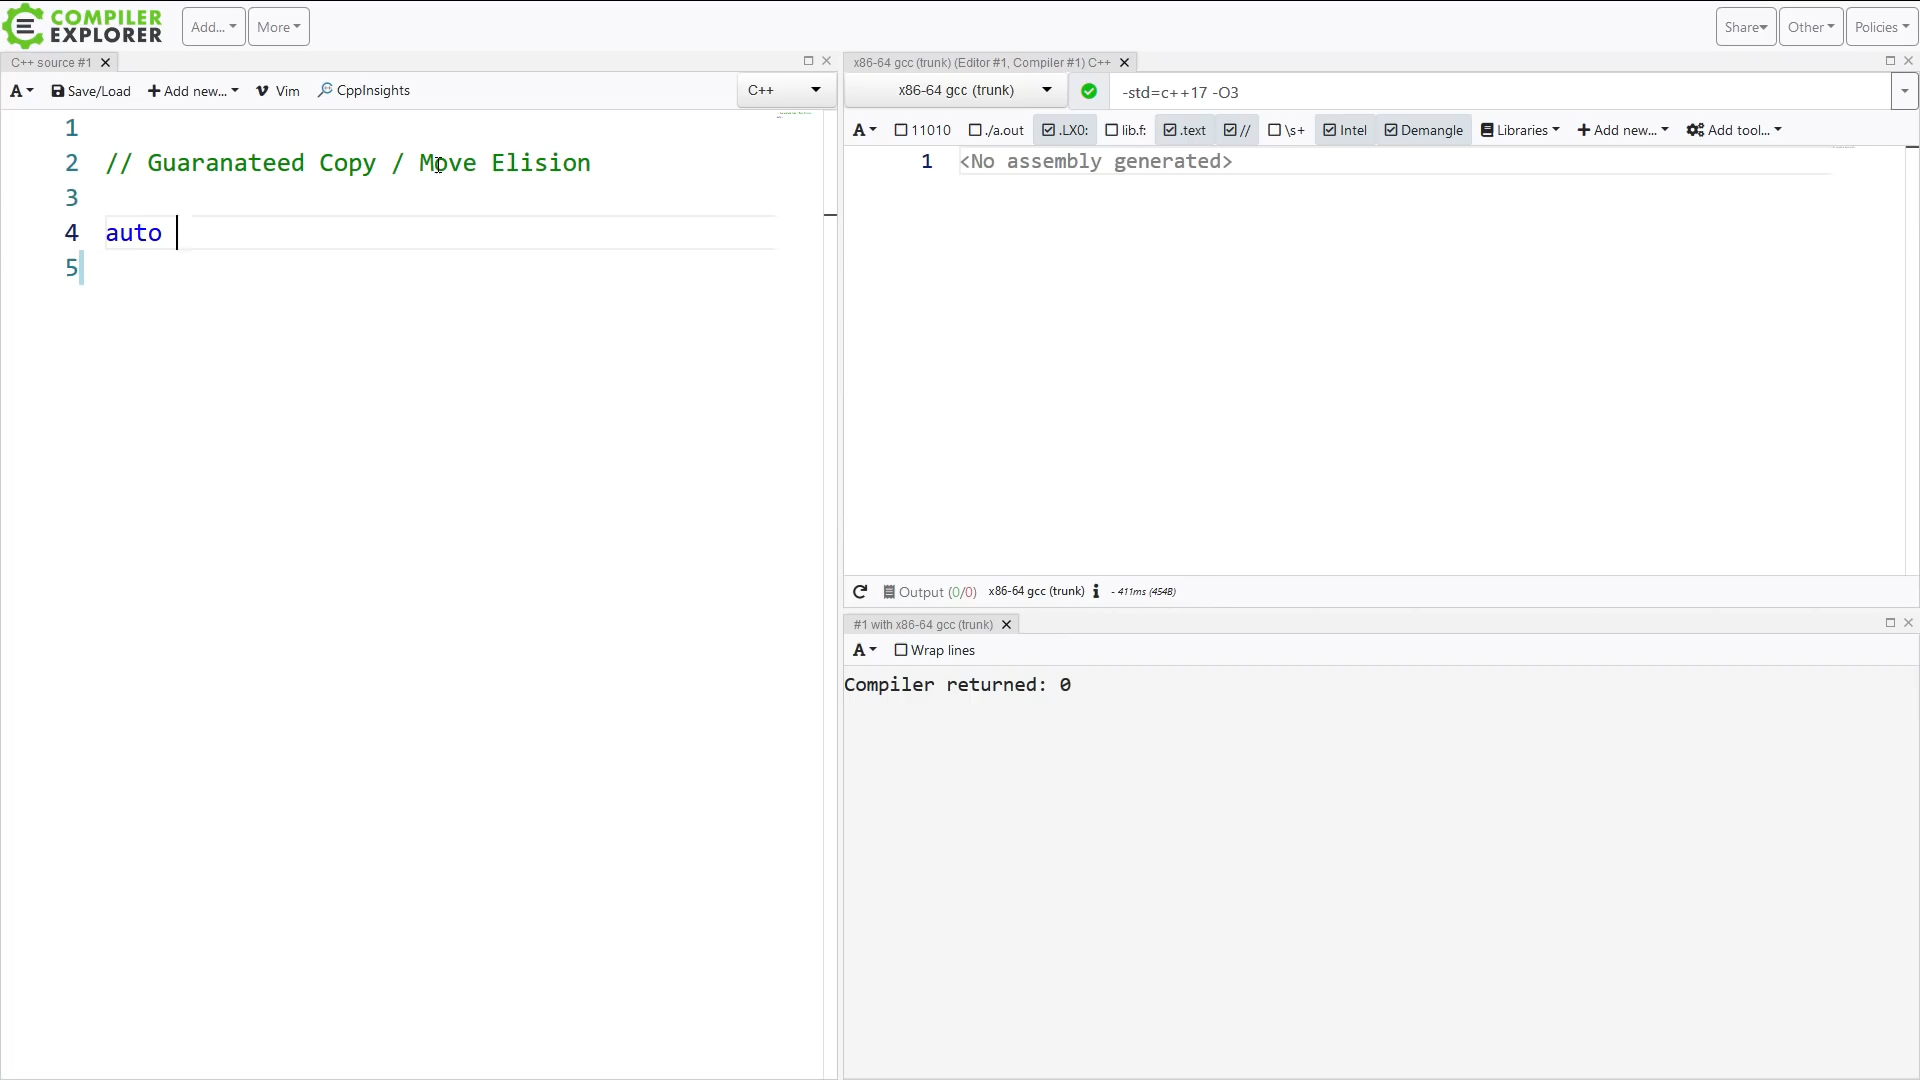 COMPILER
EXPLORER
Add...
More
Share
Other
Policies
C++ source #1
A
Save/Load
Add new...
Vim
CppInsights
C++
1
2 // Guaranateed Copy / Move Elision
3
4 auto
5
x86-64 gcc (trunk) (Editor #1, Compiler #1) C++
x86-64 gcc (trunk)
-std=c++17 -O3
A
11010
./a.out
.LX0:
lib.f:
.text
//
\s+
Intel
Demangle
Libraries
Add new...
Add tool...
1 <No assembly generated>
Output (0/0)
x86-64 gcc (trunk)
- 411ms (454B)
#1 with x86-64 gcc (trunk)
A
Wrap lines
Compiler returned: 0